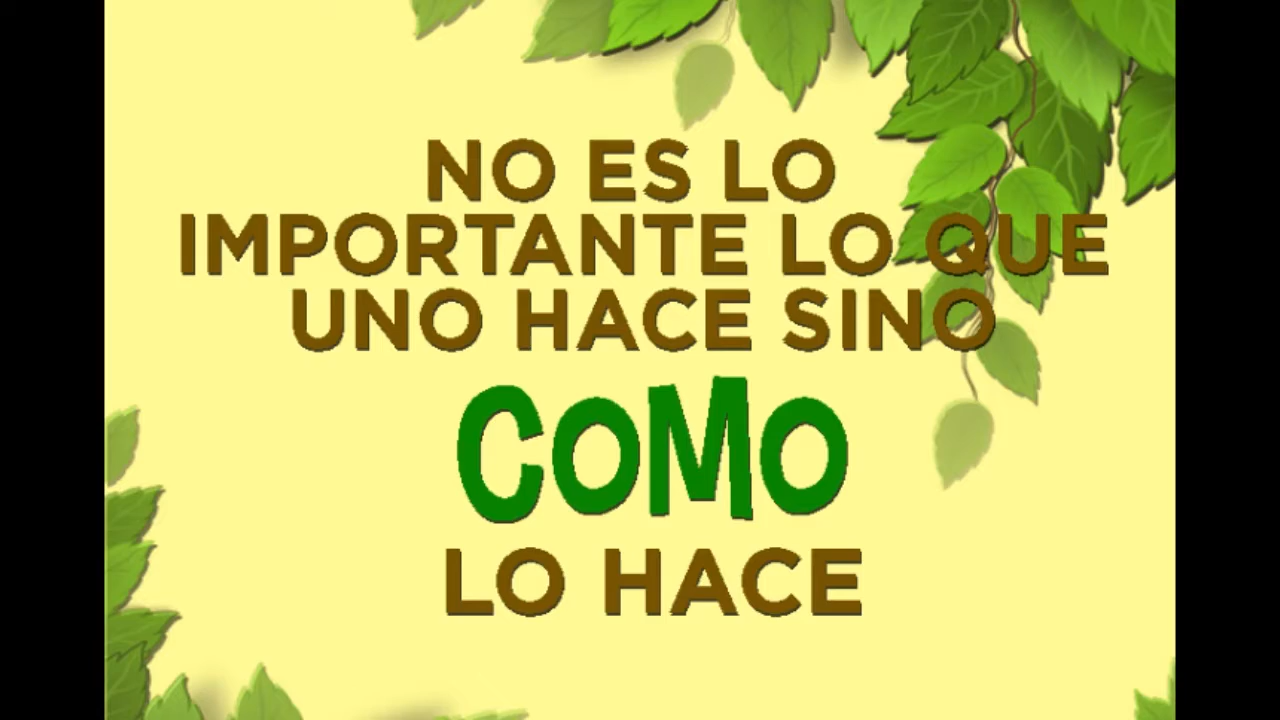 NO ES LO
IMPORTANTE LO QUE
UNO HACE SINO
COMO
LO HACE